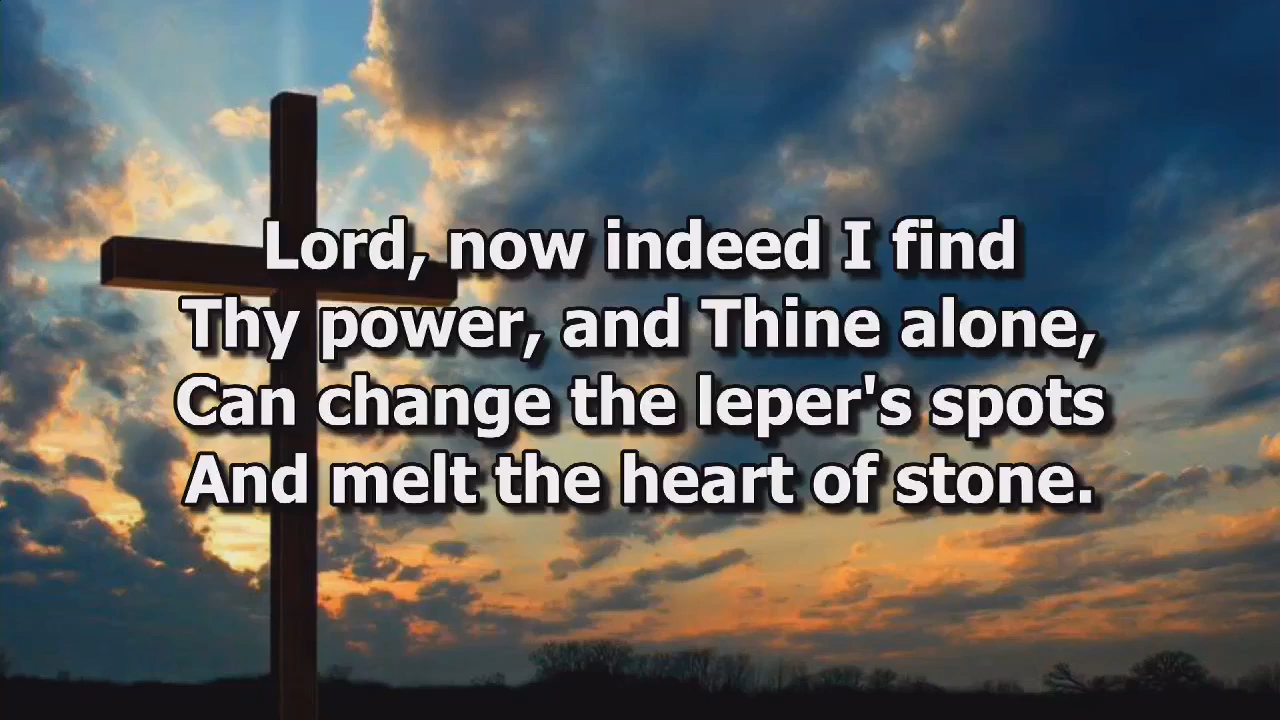 Lord, now indeed I find
Thy power, and Thine alone,
Can change the leper's spots
And melt the heart of stone.